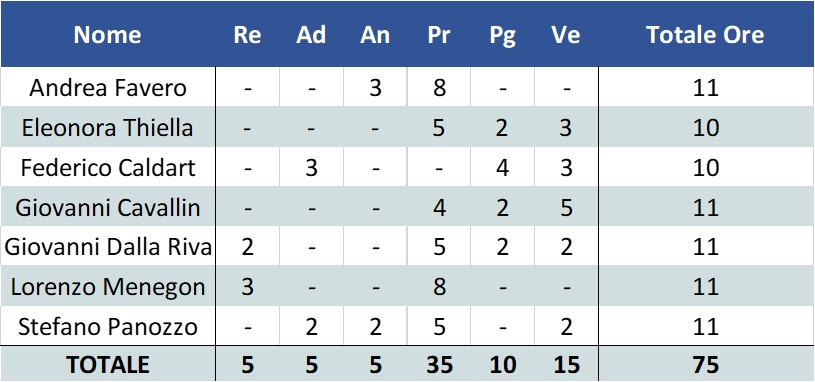 Nome Re Ad An Pr Pg Ve Totale Ore
Andrea Favero - - 3 8 - - 11
Eleonora Thiella - - - 5 2 3 10
Federico Caldart - 3 - - 4 3 10
Giovanni Cavallin - - - 4 2 5 11
Giovanni Dalla Riva 2 - - 5 2 2 11
Lorenzo Menegon 3 - - 8 - - 11
Stefano Panozzo - 2 2 5 - 2 11
TOTALE 5 5 5 35 10 15 75